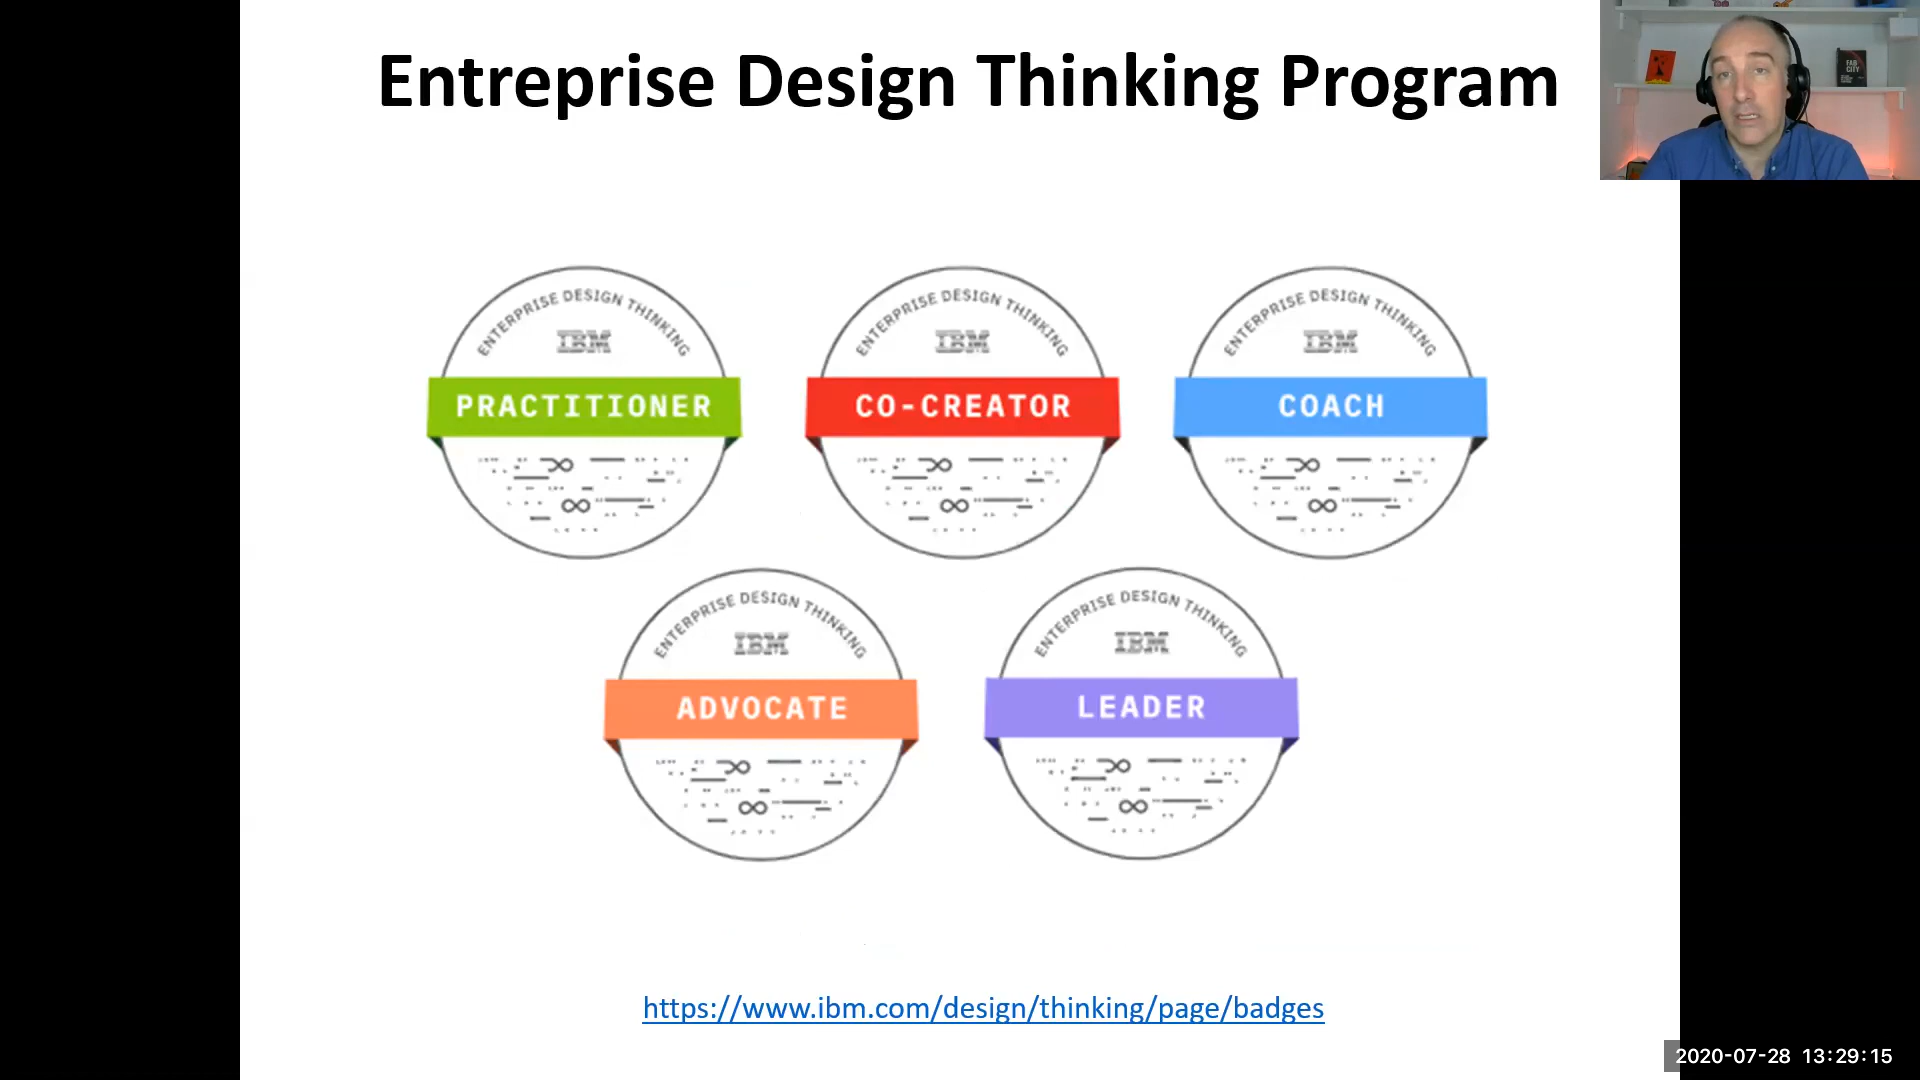 Entreprise Design Thinking Program
FAB
CITY
ENTERPRISE DESIGN THINKING
IBM
PRACTITIONER
ENTERPRISE DESIGN THINKING
IBM
CO-CREATOR
ENTERPRISE DESIGN THINKING
IBM
COACH
ENTERPRISE DESIGN THINKING
IBM
ADVOCATE
ENTERPRISE DESIGN THINKING
IBM
LEADER
https://www.ibm.com/design/thinking/page/badges
2020-07-28 13:29:15